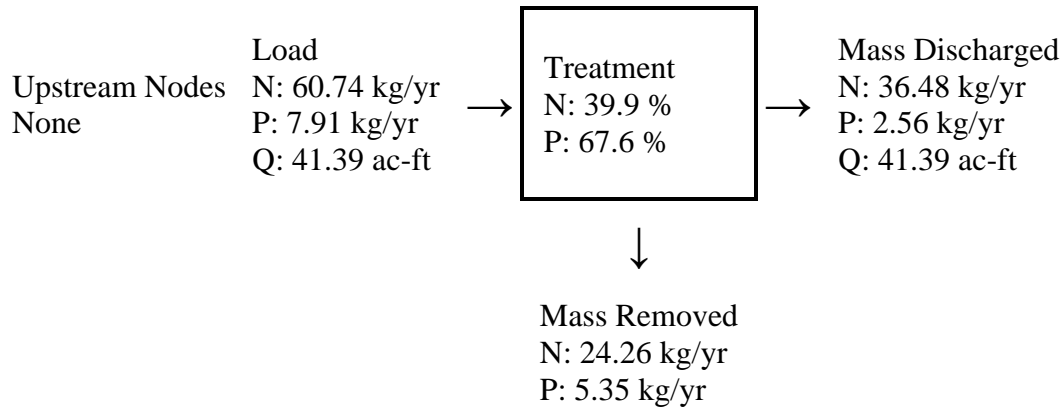 Upstream Nodes
None
Load
N: 60.74 kg/yr
P: 7.91 kg/yr
Q: 41.39 ac-ft
→
Treatment
N: 39.9 %
P: 67.6 %
→
Mass Discharged
N: 36.48 kg/yr
P: 2.56 kg/yr
Q: 41.39 ac-ft
↓
Mass Removed
N: 24.26 kg/yr
P: 5.35 kg/yr